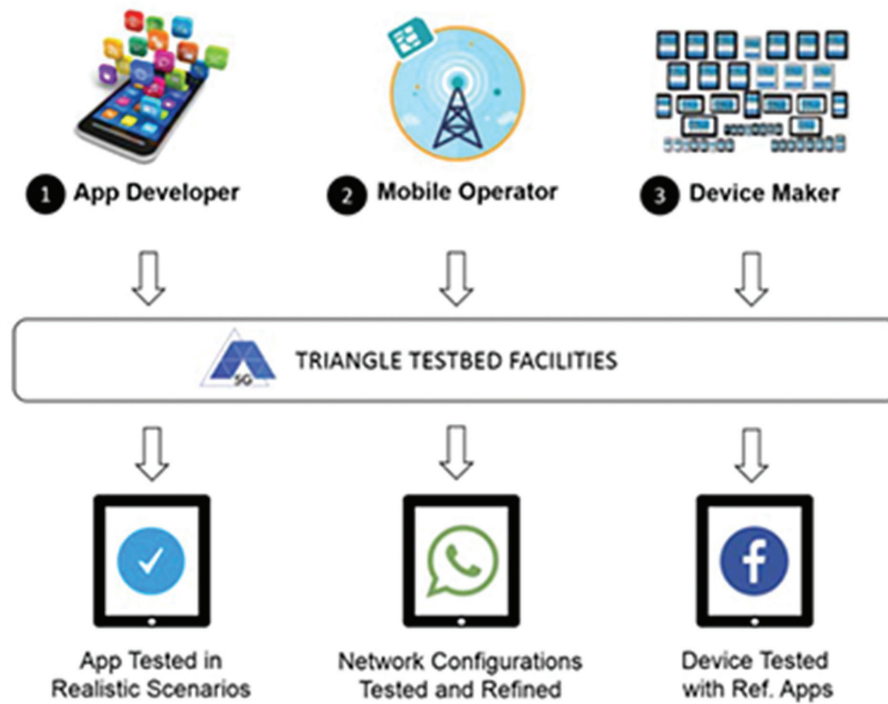 1 App Developer
2 Mobile Operator
3 Device Maker
5G
TRIANGLE TESTBED FACILITIES
App Tested in
Realistic Scenarios
Network Configurations
Tested and Refined
Device Tested
with Ref. Apps